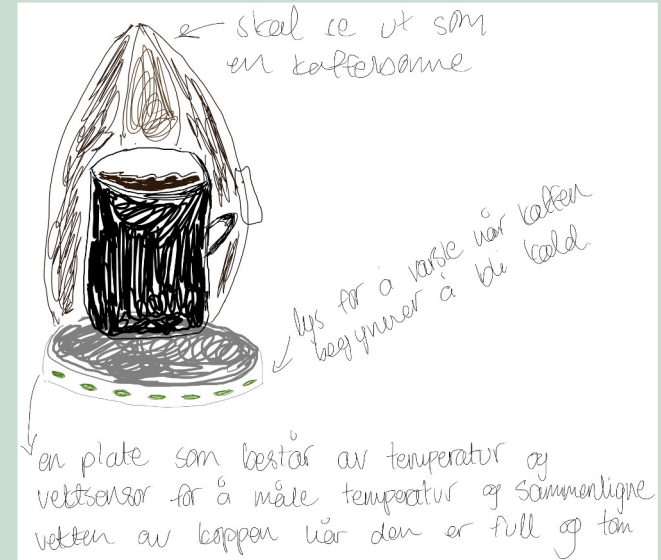 skal se ut som
en kaffebønne
lys for å varsle når kaffen
begynner å bli kald.
en plate som består av temperatur og
vektsensor for å måle temperatur og sammenligne
vekten av koppen når den er full og tom